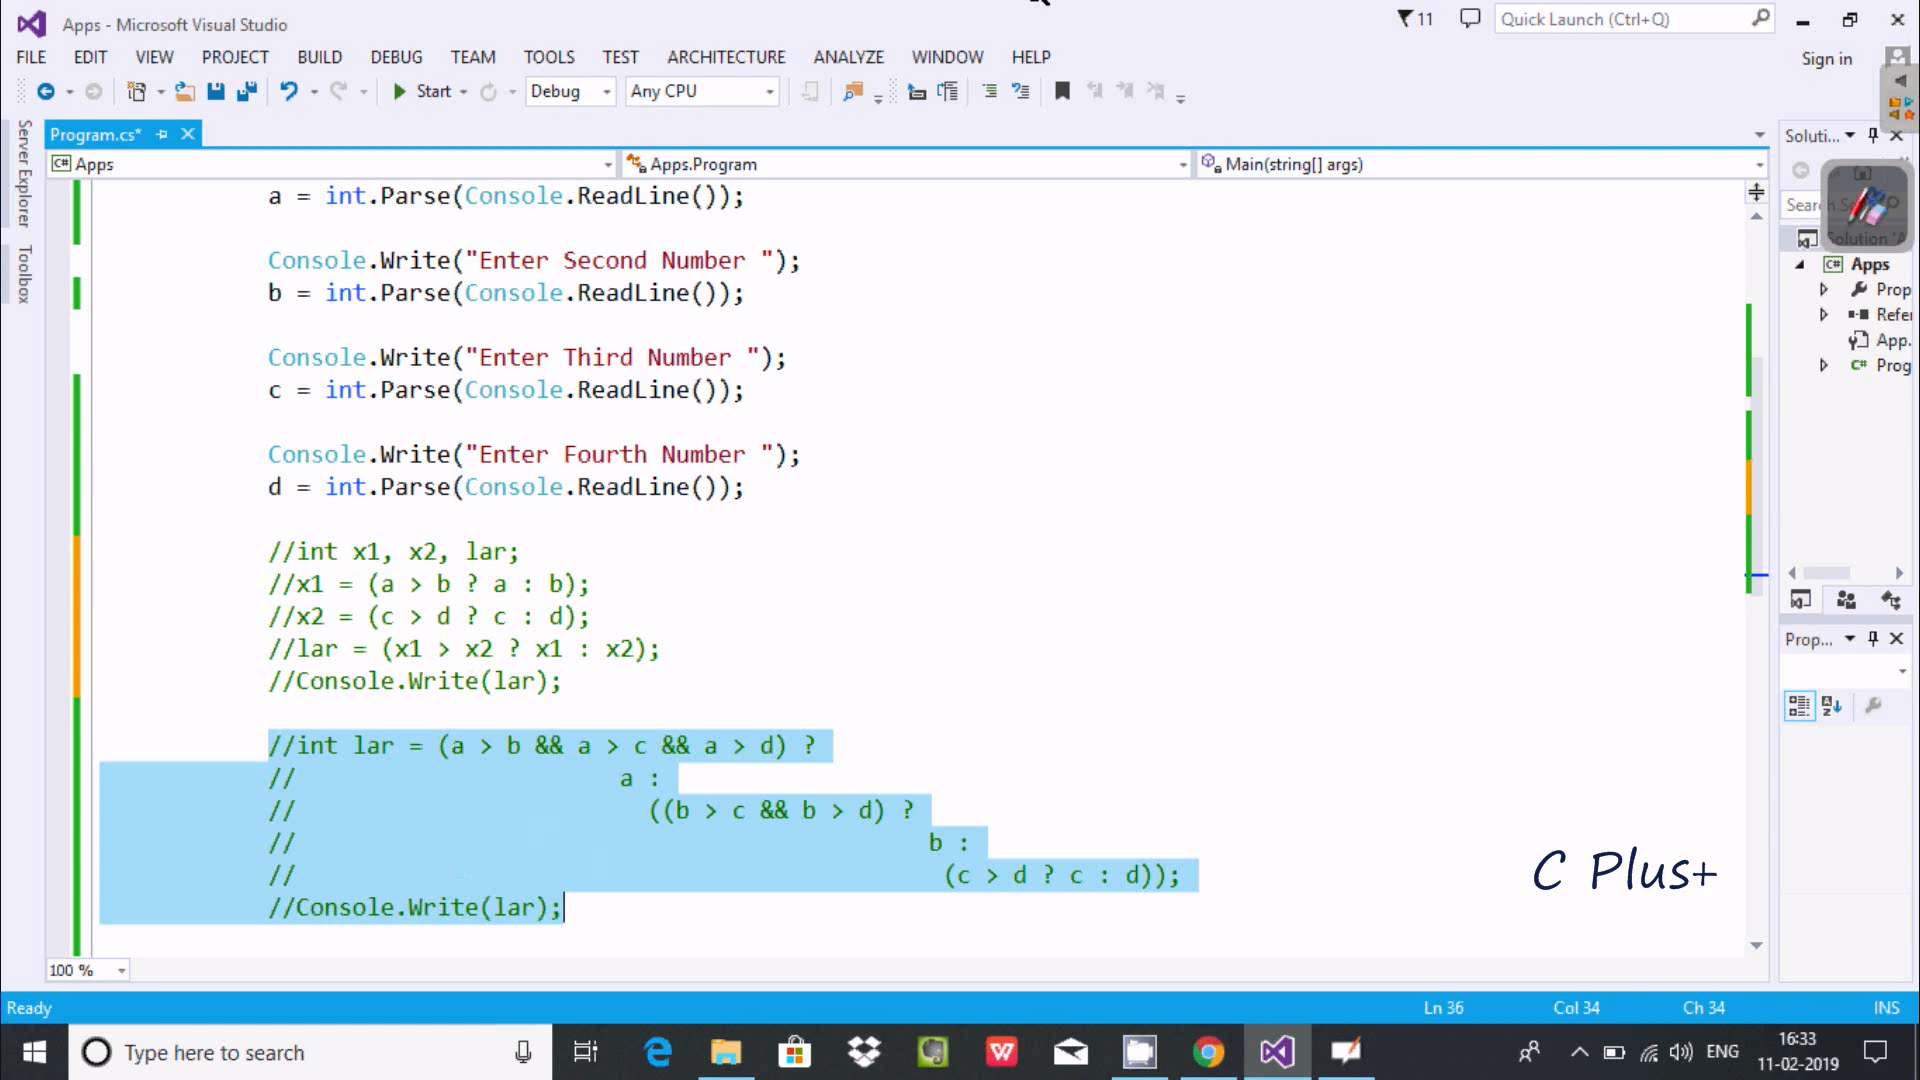 Apps - Microsoft Visual Studio
11
Quick Launch (Ctrl+Q)
FILE EDIT VIEW PROJECT BUILD DEBUG TEAM TOOLS TEST ARCHITECTURE ANALYZE WINDOW HELP
Sign in
Start Debug Any CPU
Server Explorer
Toolbox
Program.cs*
Soluti...
C# Apps
Apps.Program
Main(string[] args)
a = int.Parse(Console.ReadLine());
Console.Write("Enter Second Number ");
b = int.Parse(Console.ReadLine());
Console.Write("Enter Third Number ");
c = int.Parse(Console.ReadLine());
Console.Write("Enter Fourth Number ");
d = int.Parse(Console.ReadLine());
//int x1, x2, lar;
//x1 = (a > b ? a : b);
//x2 = (c > d ? c : d);
//lar = (x1 > x2 ? x1 : x2);
//Console.Write(lar);
//int lar = (a > b && a > c && a > d) ?
// a :
// ((b > c && b > d) ?
// b :
// (c > d ? c : d));
//Console.Write(lar);
C Plus+
Sear
Solution 'A
C# Apps
Prop
Refe
App.
C# Prog
Prop...
100 %
Ready
Ln 36 Col 34 Ch 34 INS
Type here to search
ENG
16:33
11-02-2019